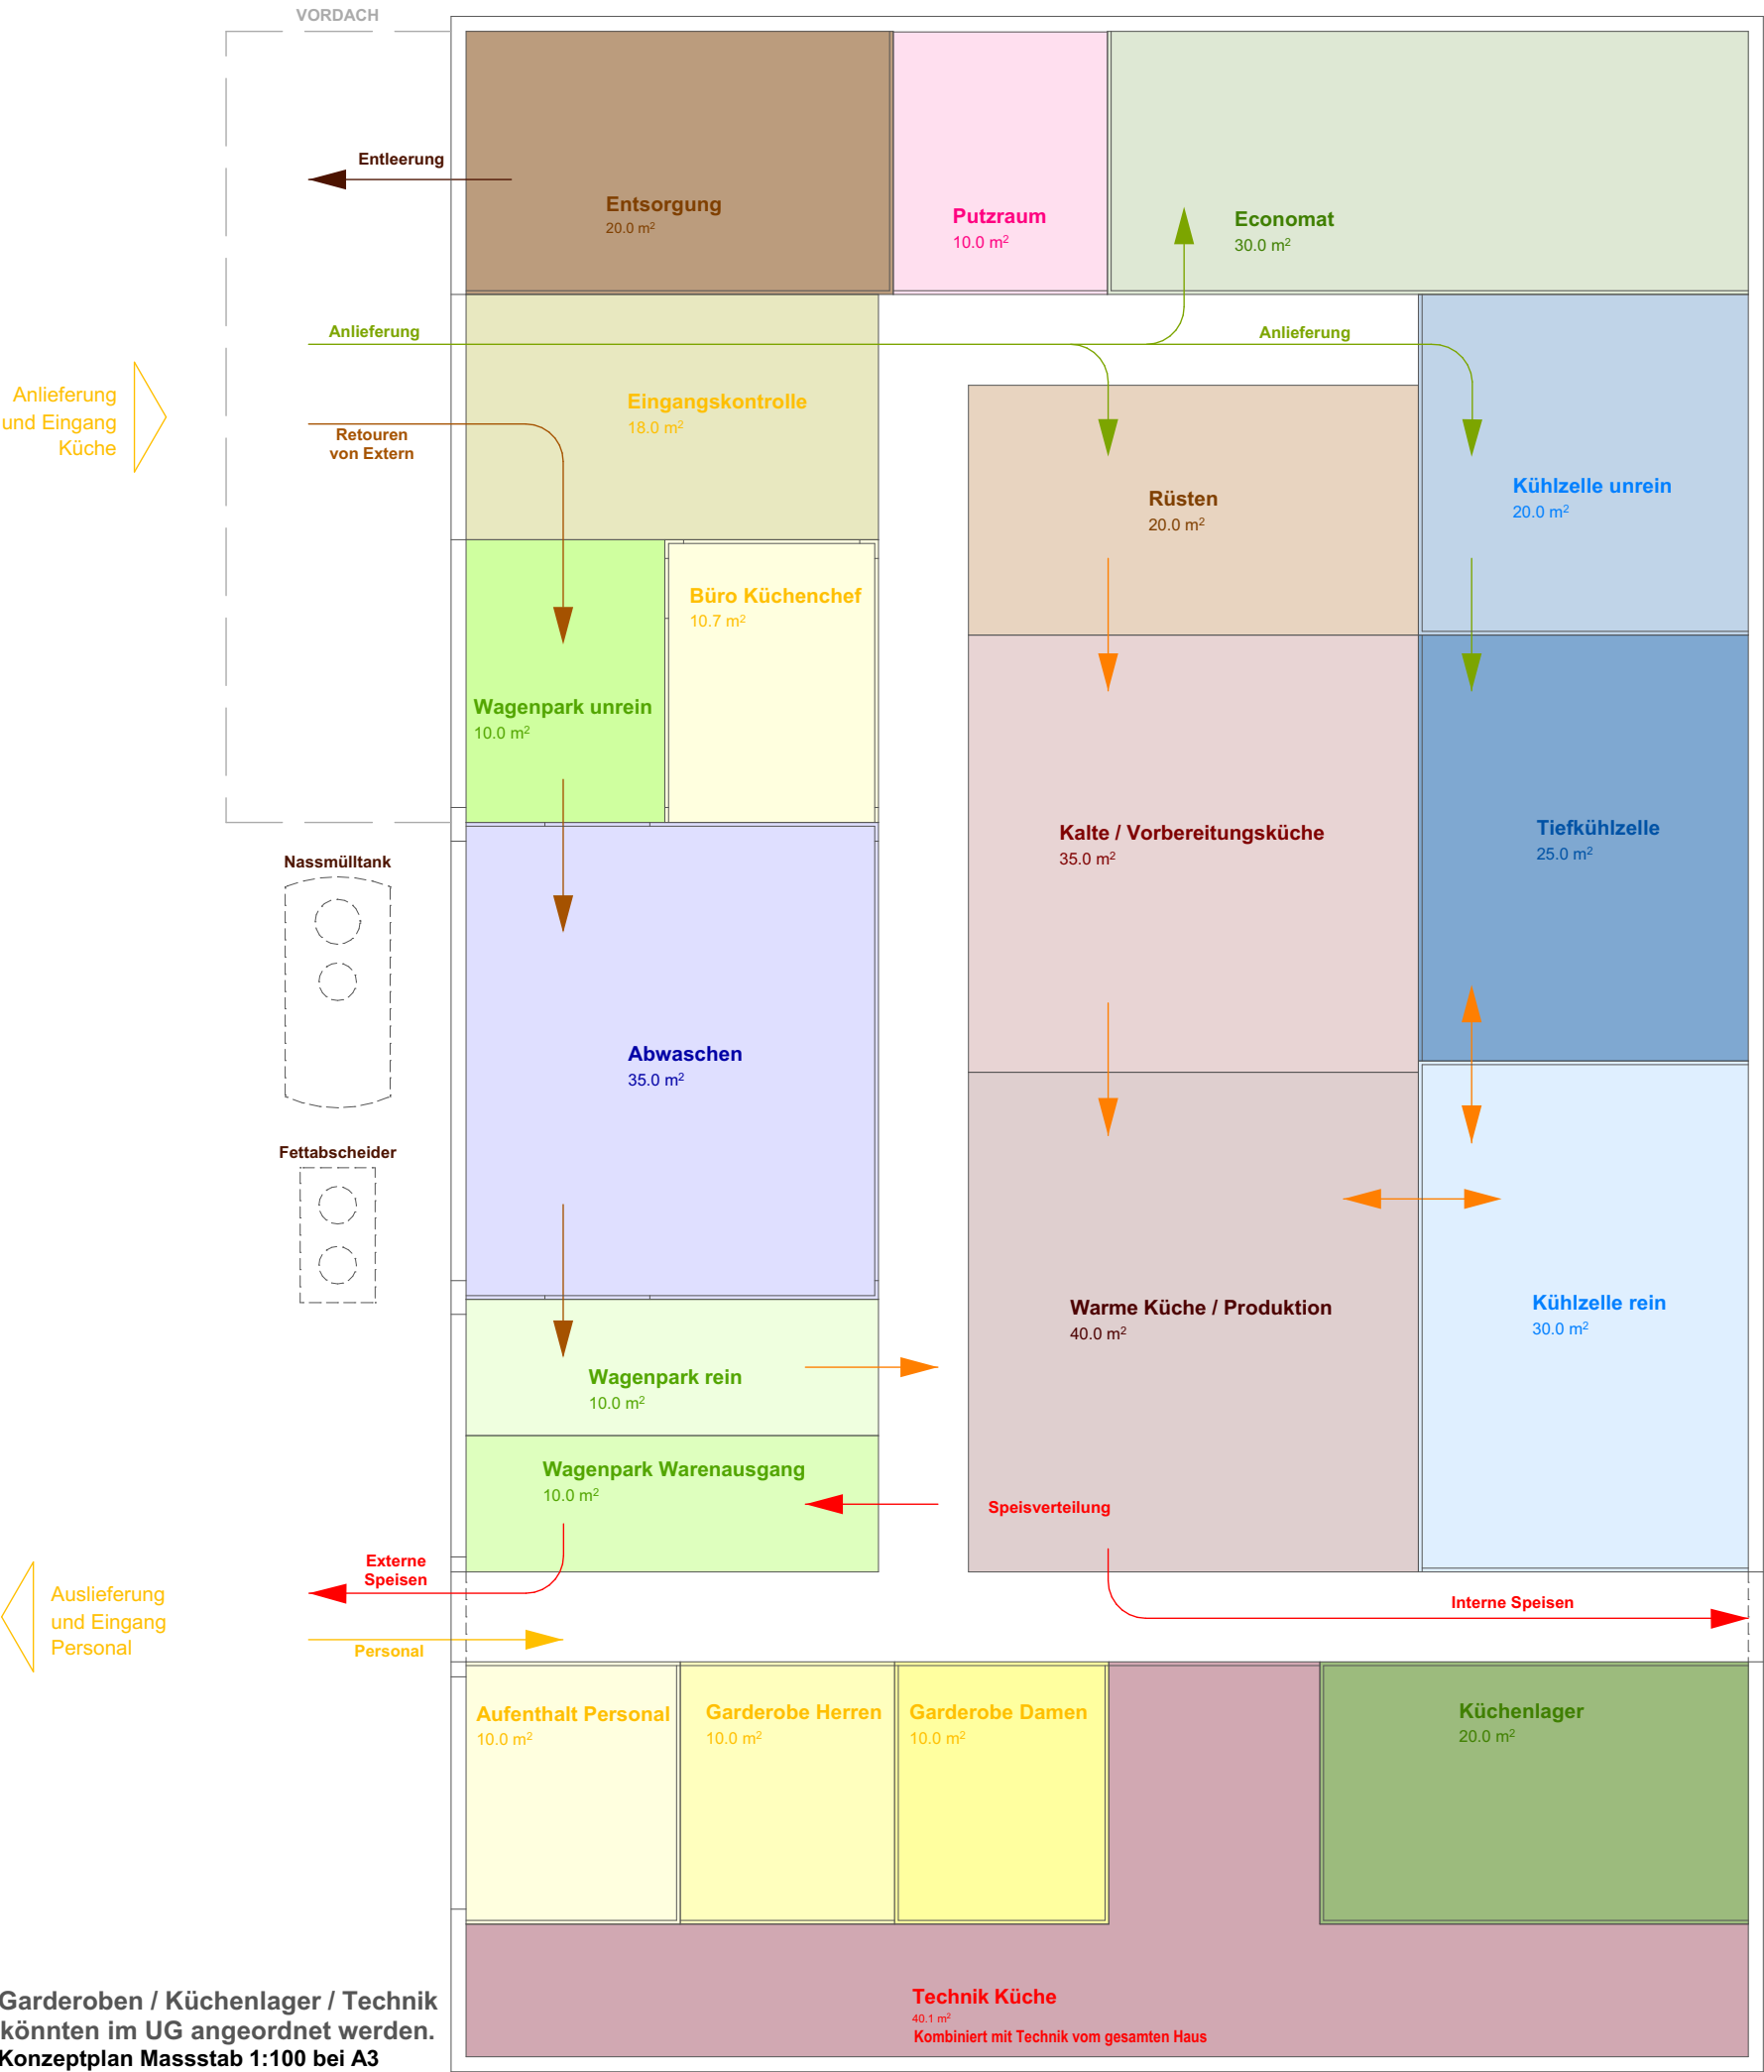 VORDACH
Entleerung
Entsorgung
20.0 m²
Putzraum
10.0 m²
Economat
30.0 m²
Anlieferung
Anlieferung
Anlieferung
und Eingang
Küche
Eingangskontrolle
18.0 m²
Retouren
von Extern
Rüsten
20.0 m²
Kühlzelle unrein
20.0 m²
Büro Küchenchef
10.7 m²
Wagenpark unrein
10.0 m²
Kalte / Vorbereitungsküche
35.0 m²
Tiefkühlzelle
25.0 m²
Nassmülltank
Abwaschen
35.0 m²
Fettabscheider
Warme Küche / Produktion
40.0 m²
Kühlzelle rein
30.0 m²
Wagenpark rein
10.0 m²
Wagenpark Warenausgang
10.0 m²
Speisverteilung
Externe
Speisen
Interne Speisen
Auslieferung
und Eingang
Personal
Personal
Aufenthalt Personal
10.0 m²
Garderobe Herren
10.0 m²
Garderobe Damen
10.0 m²
Küchenlager
20.0 m²
Technik Küche
40.1 m²
Kombiniert mit Technik vom gesamten Haus
Garderoben / Küchenlager / Technik
könnten im UG angeordnet werden.
Konzeptplan Massstab 1:100 bei A3